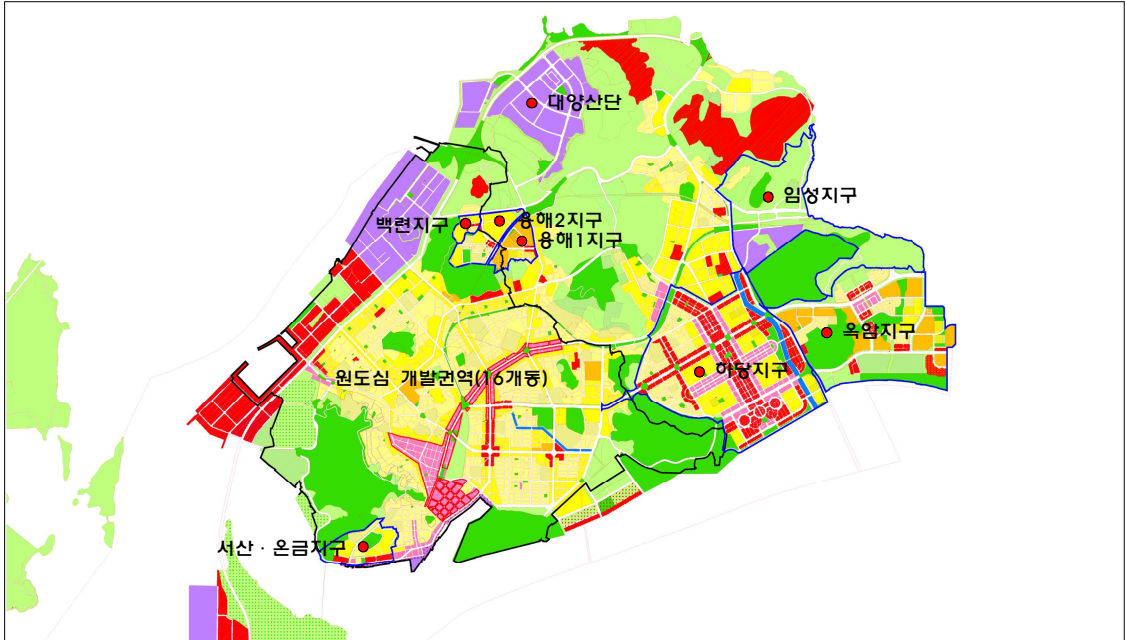 대양산단
임성지구
백련지구
용해2지구
용해1지구
옥암지구
하당지구
원도심 개발권역(16개동)
서산 · 온금지구